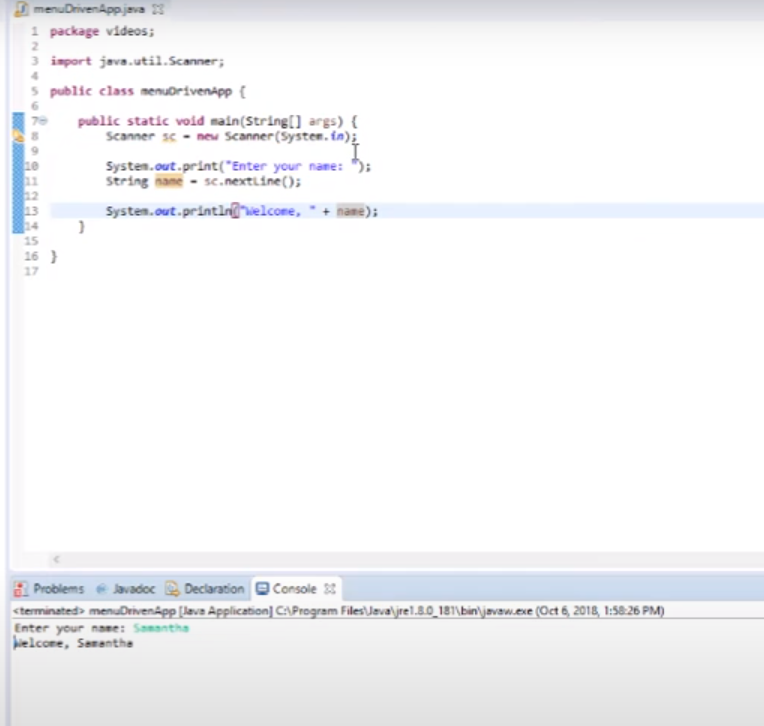 menuDrivenApp.java
1 package videos;
2
3 import java.util.Scanner;
4
5 public class menuDrivenApp {
6
7 public static void main(String[] args) {
8 Scanner sc = new Scanner(System.in);
9
10 System.out.print("Enter your name: ");
11 String name = sc.nextLine();
12
13 System.out.println("Welcome, " + name);
14 }
15
16 }
17
Problems Javadoc Declaration Console
<terminated> menuDrivenApp [Java Application] C:\Program Files\Java\jre1.8.0_181\bin\javaw.exe (Oct 6, 2018, 1:58:26 PM)
Enter your name: Samantha
Welcome, Samantha